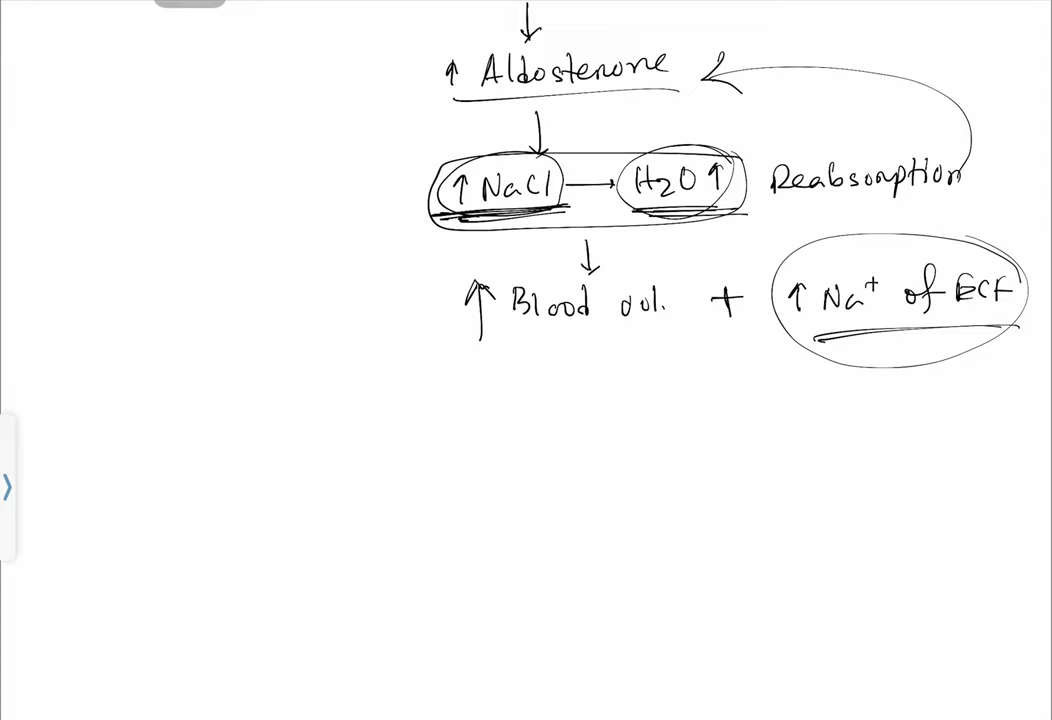 ↑ Aldosterone
↑ NaCl → H2O ↑ Reabsorption
↑ Blood vol. + ↑ Na+ of ECF